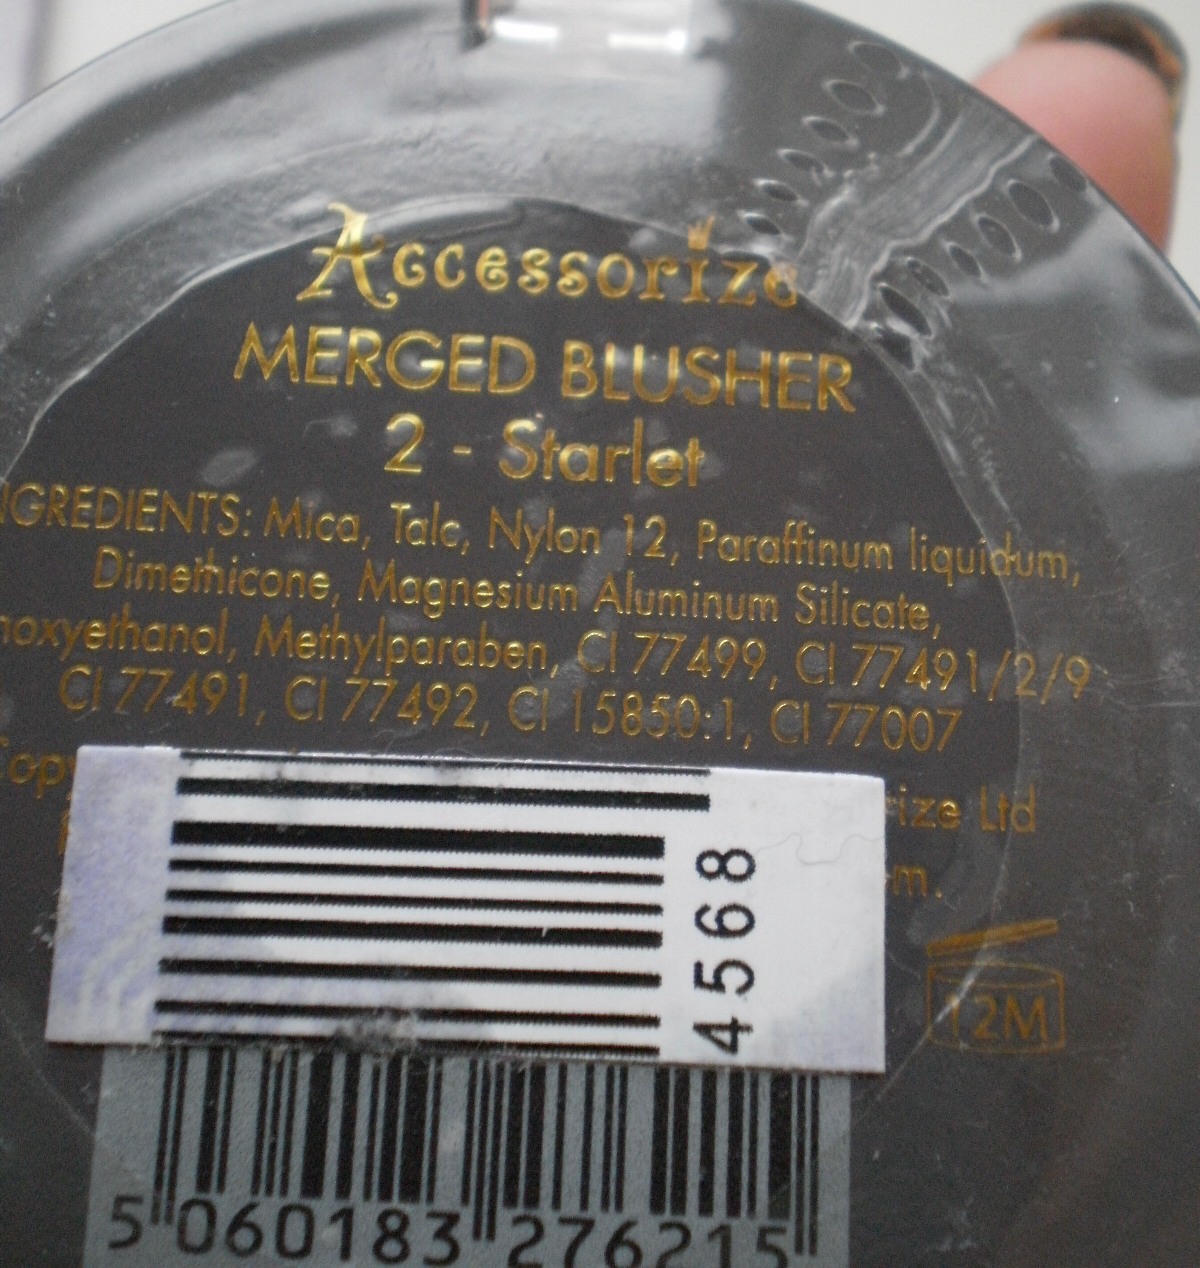 Accessorize
MERGED BLUSHER
2 - Starlet
NGREDIENTS: Mica, Talc, Nylon 12, Paraffinum liquidum,
Dimethicone, Magnesium Aluminum Silicate,
noxyethanol, Methylparaben, CI 77499, CI 77491/2/9
CI 77491, CI 77492, CI 15850:1, CI 77007
Copy rize Ltd
m.
4568
12M
5 060183 276215